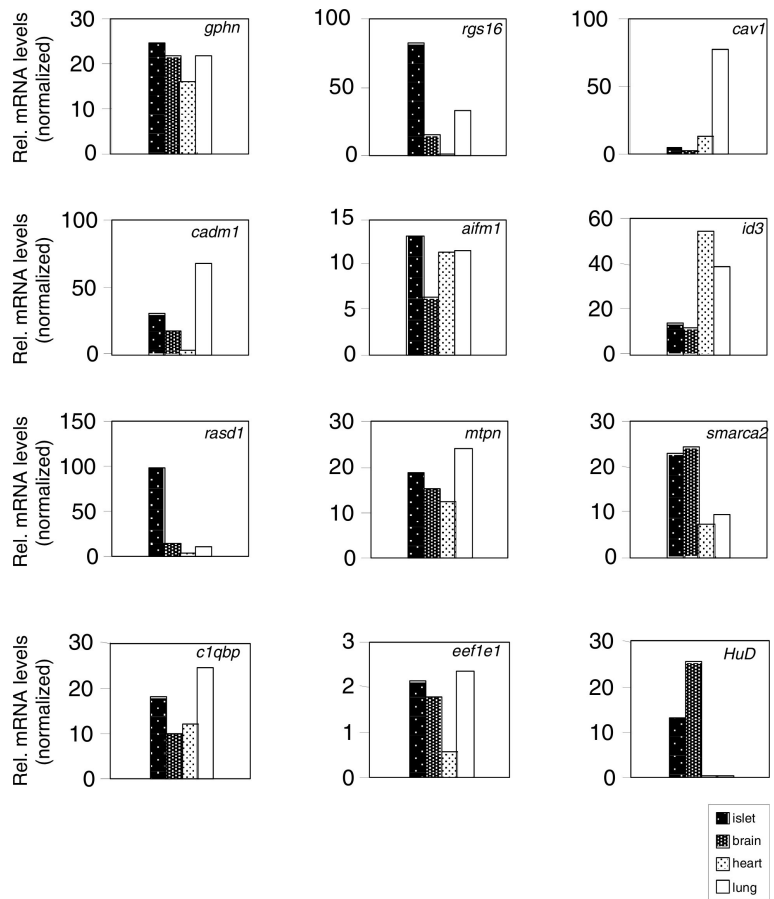 Rel. mRNA levels
(normalized)
30
20
10
0
gphn
100
50
0
rgs16
100
50
0
cav1
Rel. mRNA levels
(normalized)
100
50
0
cadm1
15
10
5
0
aifm1
60
40
20
0
id3
Rel. mRNA levels
(normalized)
150
100
50
0
rasd1
30
20
10
0
mtpn
30
20
10
0
smarca2
Rel. mRNA levels
(normalized)
30
20
10
0
c1qbp
3
2
1
0
eef1e1
30
20
10
0
HuD
islet
brain
heart
lung